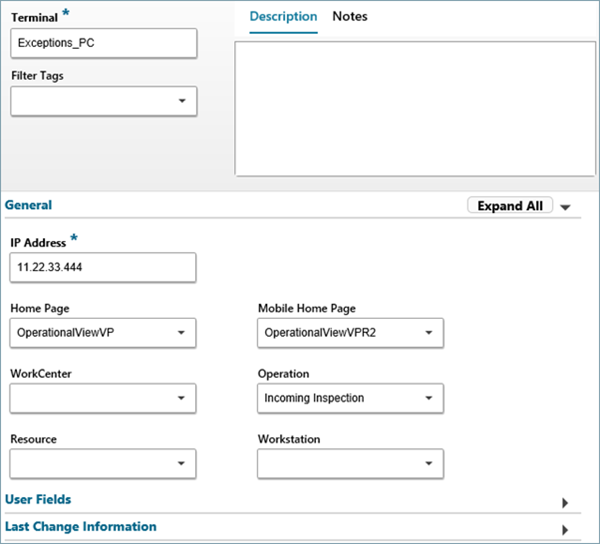 Terminal *
Exceptions_PC
Filter Tags
Description Notes
General
Expand All
IP Address *
11.22.33.444
Home Page Mobile Home Page
OperationalViewVP OperationalViewVPR2
WorkCenter Operation
Incoming Inspection
Resource Workstation
User Fields
Last Change Information